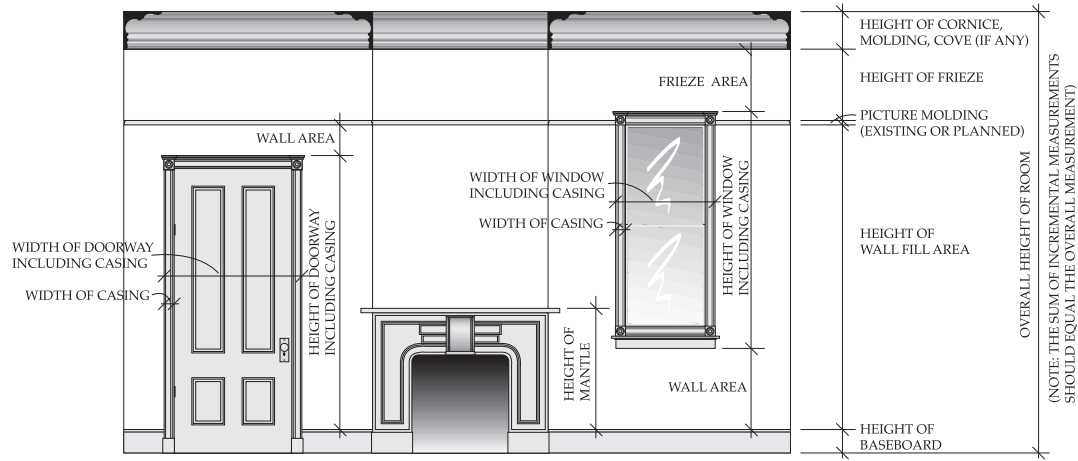 HEIGHT OF CORNICE,
MOLDING, COVE (IF ANY)
FRIEZE AREA
HEIGHT OF FRIEZE
PICTURE MOLDING
(EXISTING OR PLANNED)
WALL AREA
WIDTH OF WINDOW
INCLUDING CASING
WIDTH OF CASING
HEIGHT OF WINDOW
INCLUDING CASING
WIDTH OF DOORWAY
INCLUDING CASING
WIDTH OF CASING
HEIGHT OF DOORWAY
INCLUDING CASING
HEIGHT OF
WALL FILL AREA
HEIGHT OF
MANTLE
WALL AREA
HEIGHT OF
BASEBOARD
OVERALL HEIGHT OF ROOM
(NOTE: THE SUM OF INCREMENTAL MEASUREMENTS
SHOULD EQUAL THE OVERALL MEASUREMENT)